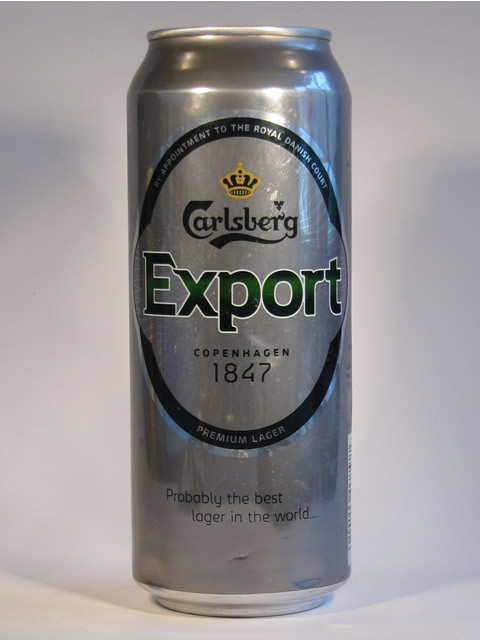 BY APPOINTMENT TO THE ROYAL DANISH COURT
Carlsberg
Export
COPENHAGEN
1847
PREMIUM LAGER
Probably the best
lager in the world...